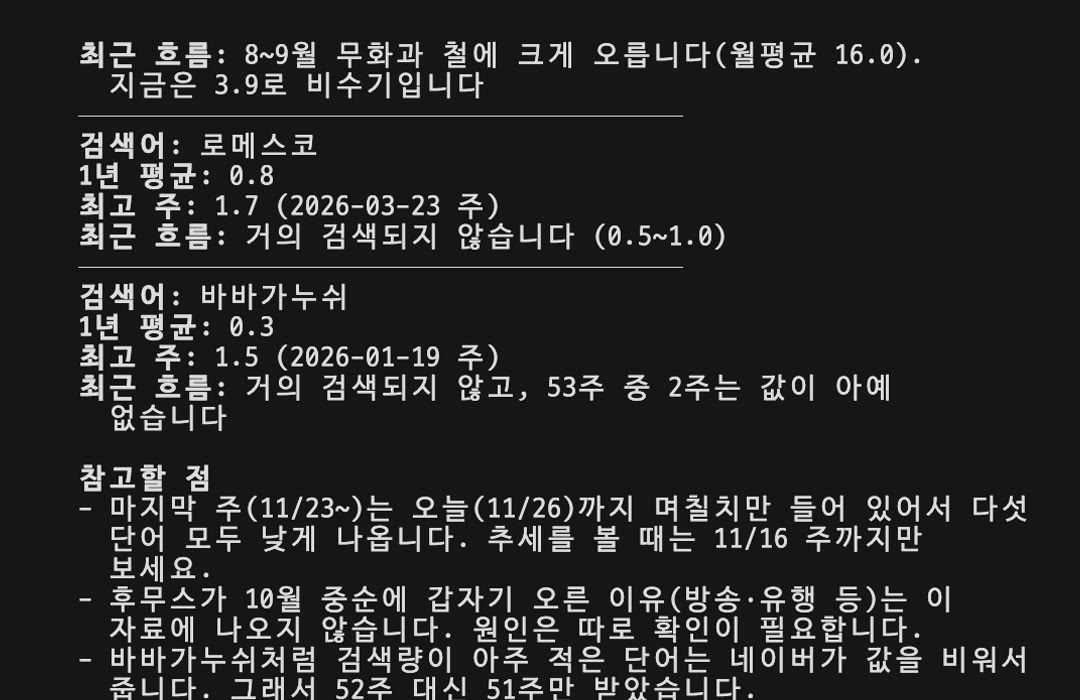 최근 흐름: 8~9월 무화과 철에 크게 오릅니다(월평균 16.0).
지금은 3.9로 비수기입니다
검색어: 로메스코
1년 평균: 0.8
최고 주: 1.7 (2026-03-23 주)
최근 흐름: 거의 검색되지 않습니다 (0.5~1.0)
검색어: 바바가누쉬
1년 평균: 0.3
최고 주: 1.5 (2026-01-19 주)
최근 흐름: 거의 검색되지 않고, 53주 중 2주는 값이 아예
없습니다
참고할 점
- 마지막 주(11/23~)는 오늘(11/26)까지 며칠치만 들어 있어서 다섯
단어 모두 낮게 나옵니다. 추세를 볼 때는 11/16 주까지만
보세요.
- 후무스가 10월 중순에 갑자기 오른 이유(방송·유행 등)는 이
자료에 나오지 않습니다. 원인은 따로 확인이 필요합니다.
- 바바가누쉬처럼 검색량이 아주 적은 단어는 네이버가 값을 비워서
줍니다. 그래서 52주 대신 51주만 받았습니다.